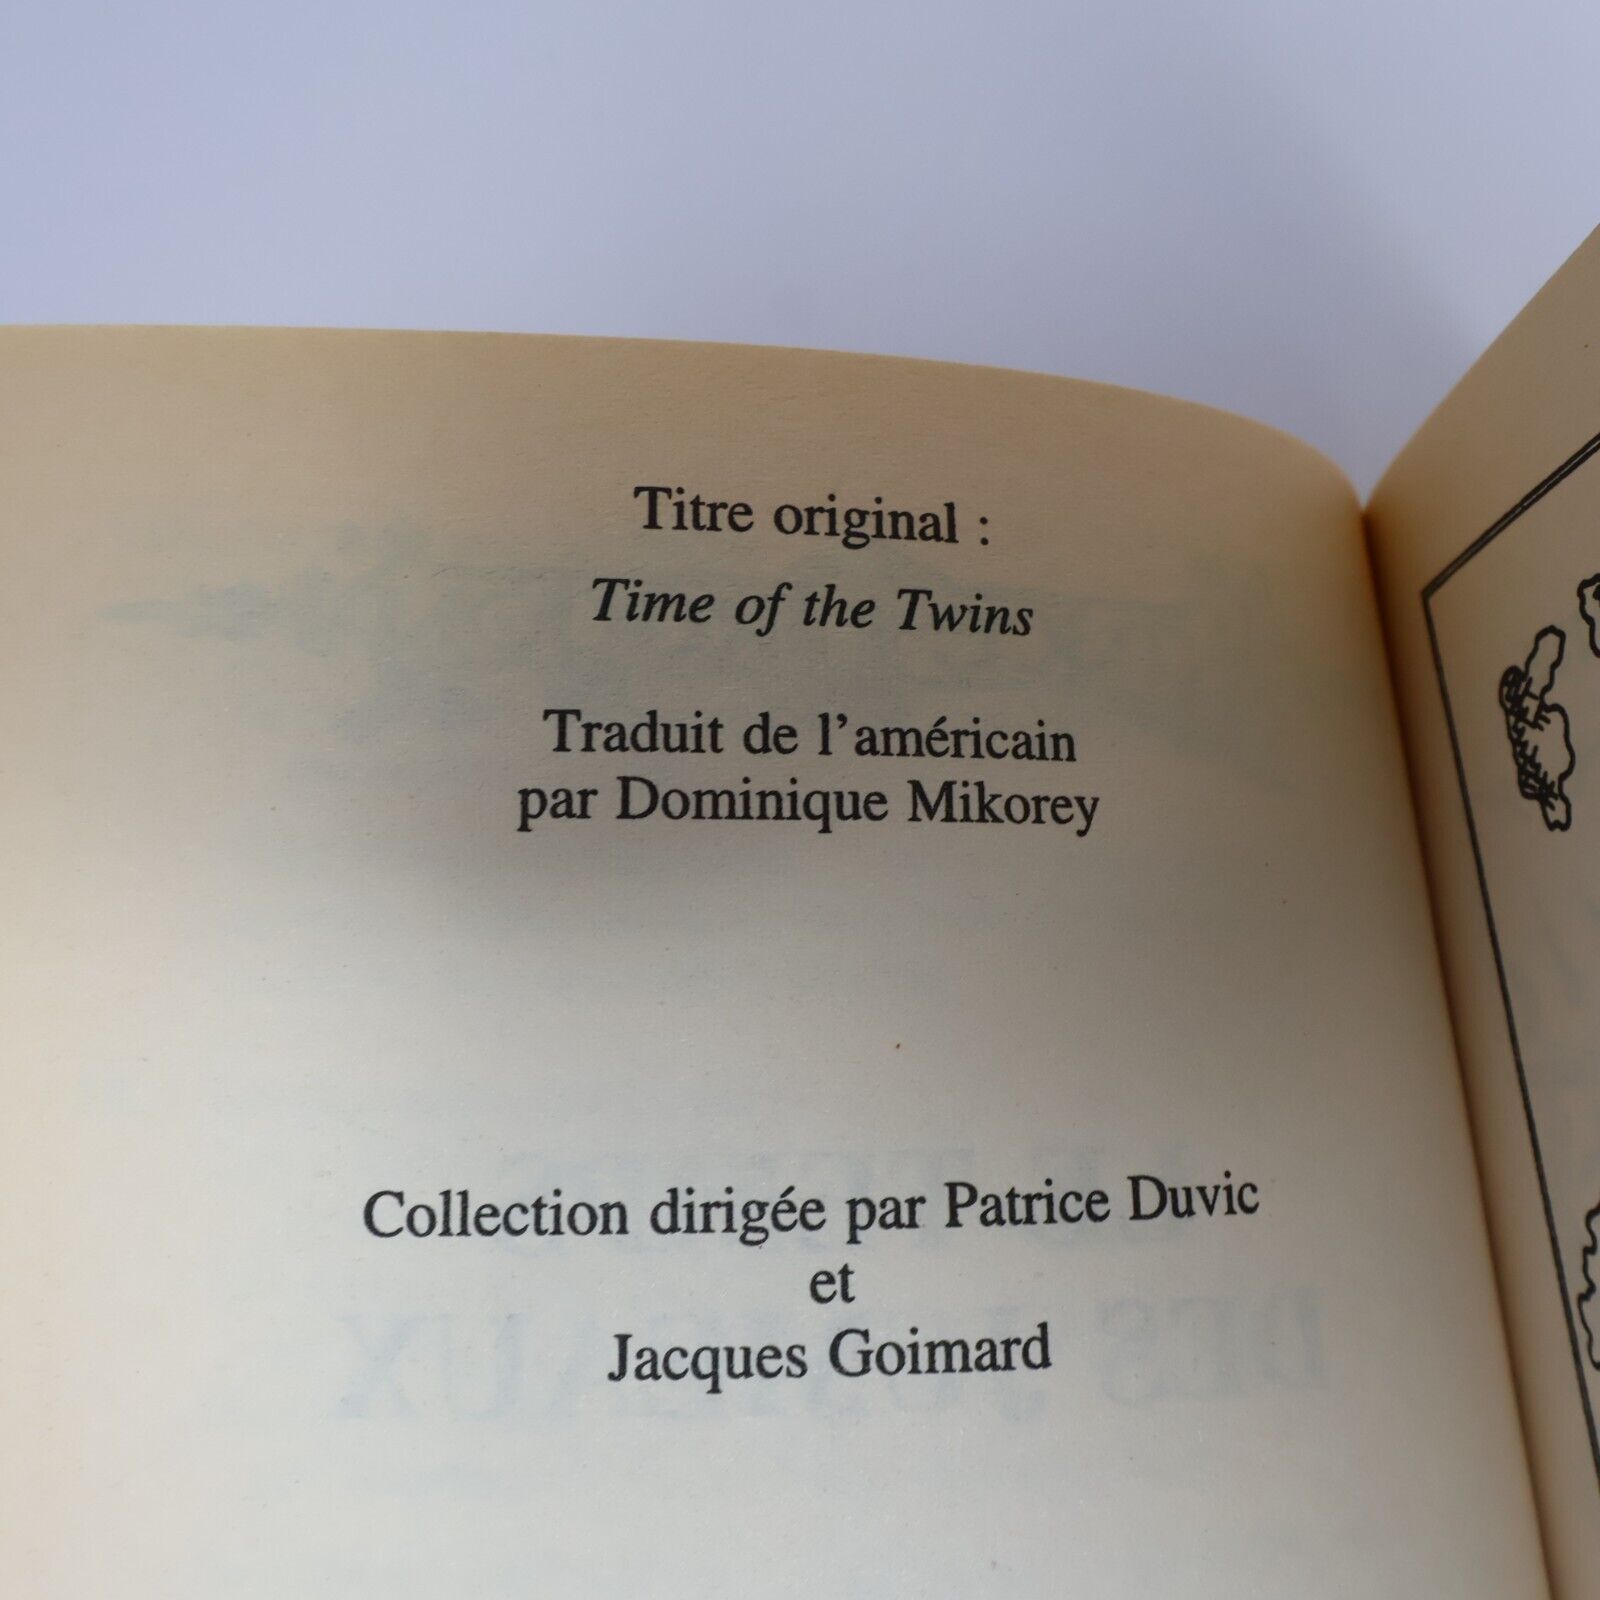 Titre original :
Time of the Twins
Traduit de l'américain
par Dominique Mikorey
Collection dirigée par Patrice Duvic
et
Jacques Goimard